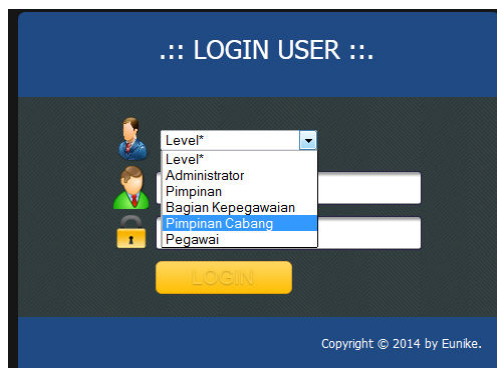 .:: LOGIN USER ::.
Level*
Level*
Administrator
Pimpinan
Bagian Kepegawaian
Pimpinan Cabang
Pegawai
LOGIN
Copyright © 2014 by Eunike.